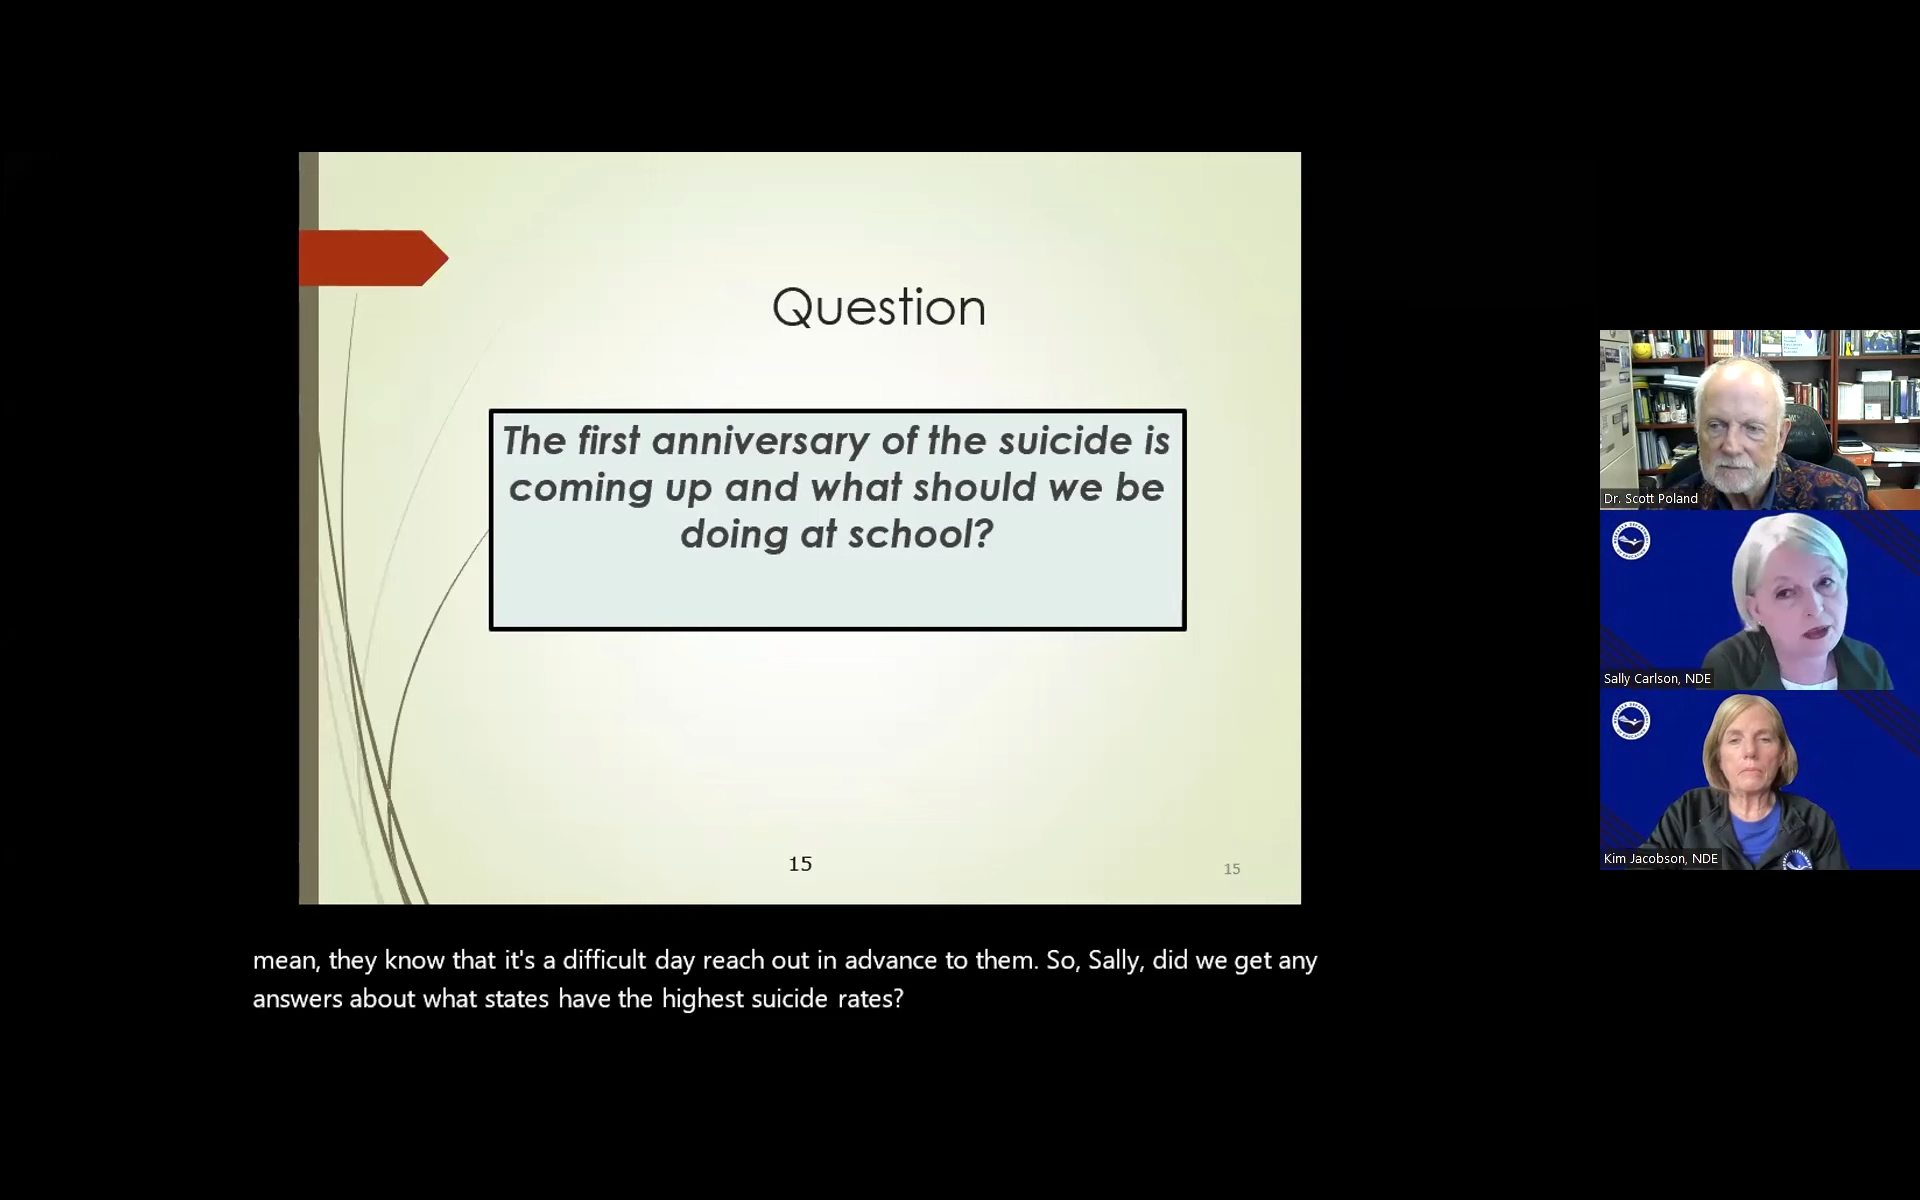 Question
The first anniversary of the suicide is
coming up and what should we be
doing at school?
15
15
Dr. Scott Poland
Sally Carlson, NDE
Kim Jacobson, NDE
mean, they know that it's a difficult day reach out in advance to them. So, Sally, did we get any
answers about what states have the highest suicide rates?